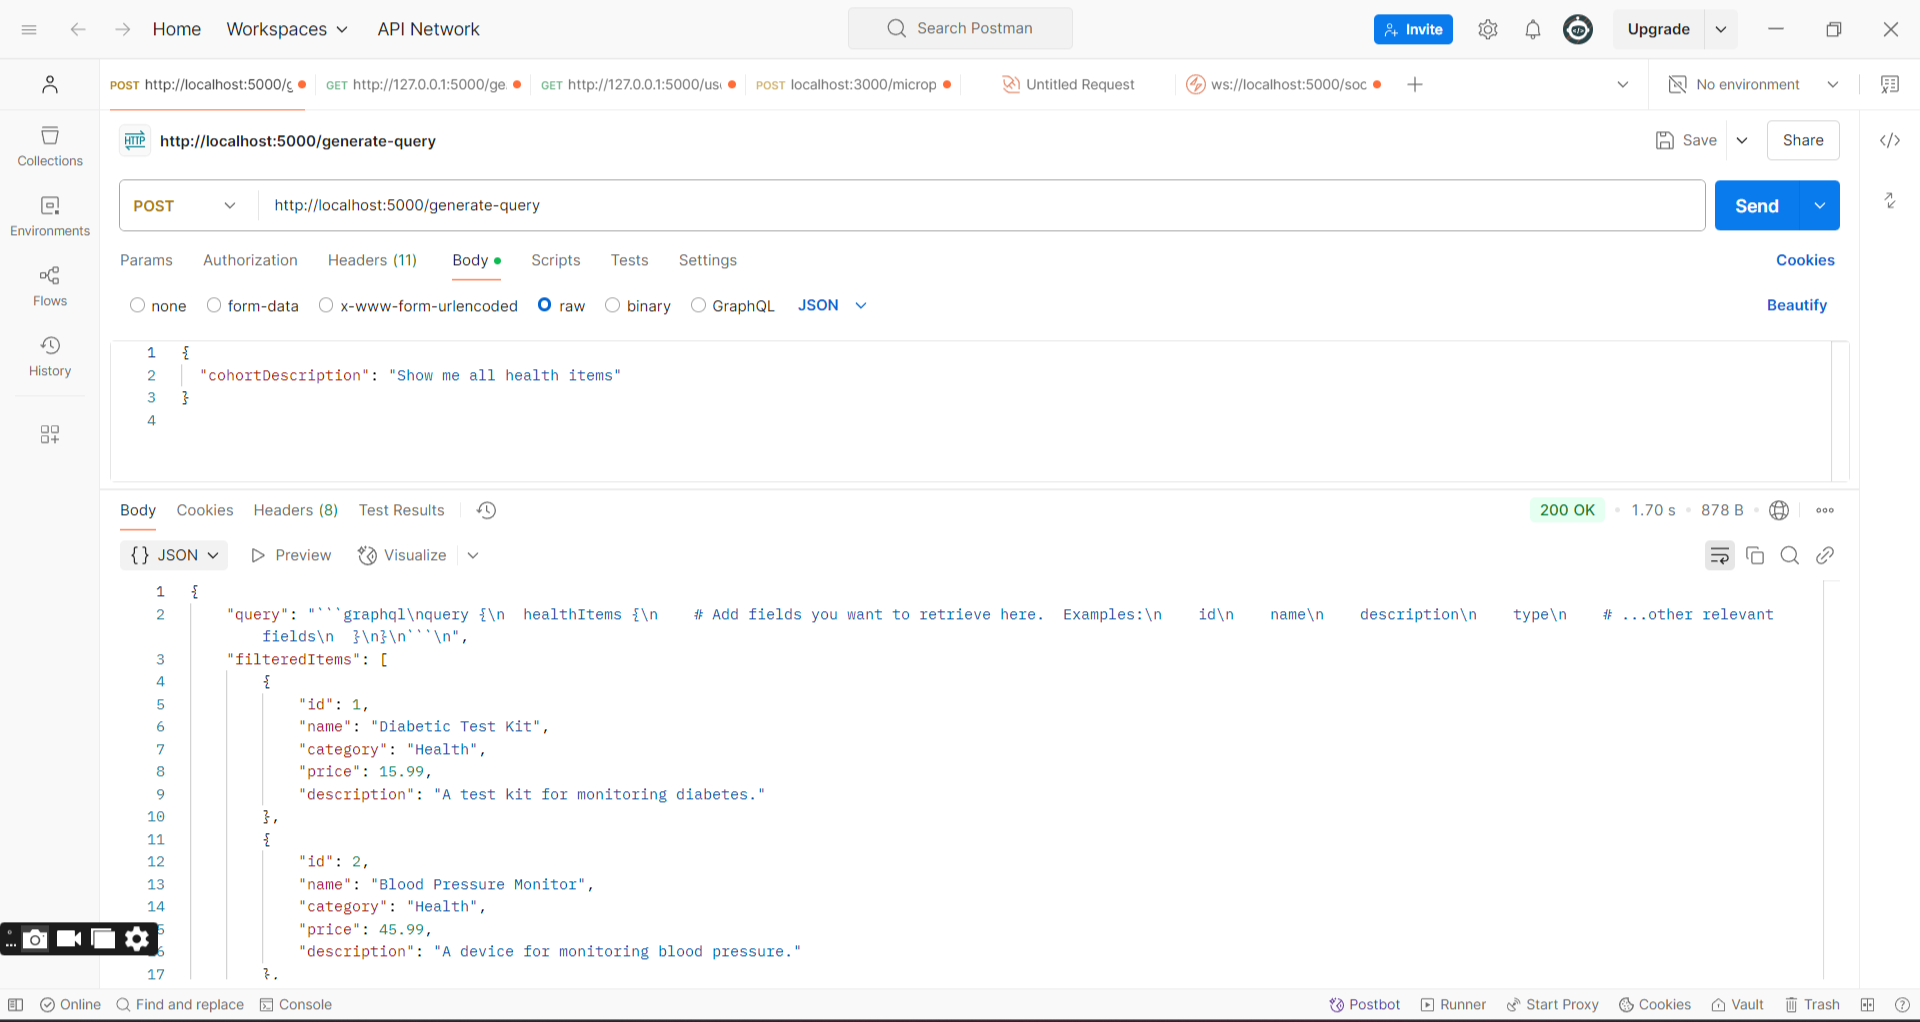 Home Workspaces API Network Search Postman Invite Upgrade
POST http://localhost:5000/g GET http://127.0.0.1:5000/ge. GET http://127.0.0.1:5000/us POST localhost:3000/microp Untitled Request ws://localhost:5000/soc No environment
HTTP http://localhost:5000/generate-query Save Share
Collections
POST http://localhost:5000/generate-query Send
Environments
Params Authorization Headers (11) Body Scripts Tests Settings Cookies
Flows
none form-data x-www-form-urlencoded raw binary GraphQL JSON Beautify
History
1 {
2 "cohortDescription": "Show me all health items"
3 }
4
Body Cookies Headers (8) Test Results 200 OK 1.70 s 878 B
{} JSON Preview Visualize
1 {
2 "query": "```graphql\nquery {\n  healthItems {\n    # Add fields you want to retrieve here.  Examples:\n    id\n    name\n    description\n    type\n    # ...other relevant
fields\n  }\n}\n```\n",
3 "filteredItems": [
4 {
5 "id": 1,
6 "name": "Diabetic Test Kit",
7 "category": "Health",
8 "price": 15.99,
9 "description": "A test kit for monitoring diabetes."
10 },
11 {
12 "id": 2,
13 "name": "Blood Pressure Monitor",
14 "category": "Health",
5 "price": 45.99,
6 "description": "A device for monitoring blood pressure."
17 },
Online Find and replace Console Postbot Runner Start Proxy Cookies Vault Trash